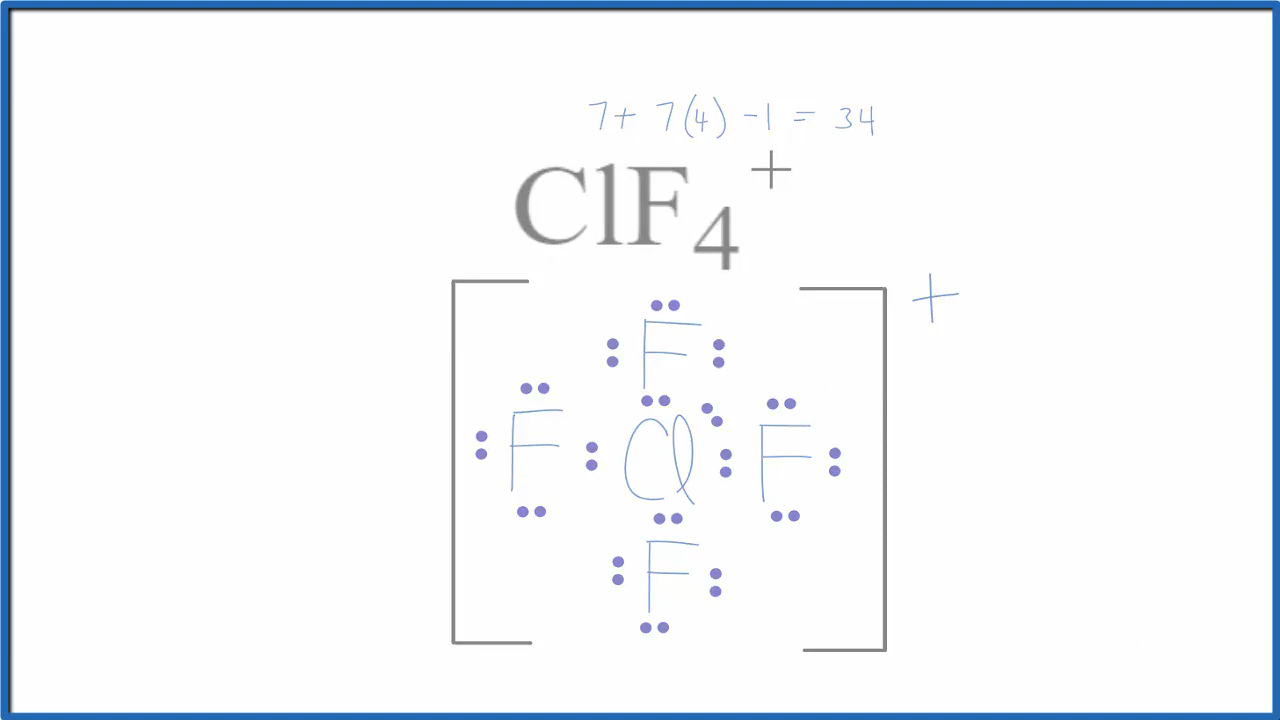 7 + 7(4) - 1 = 34
ClF4 +
+
F
F Cl F
F